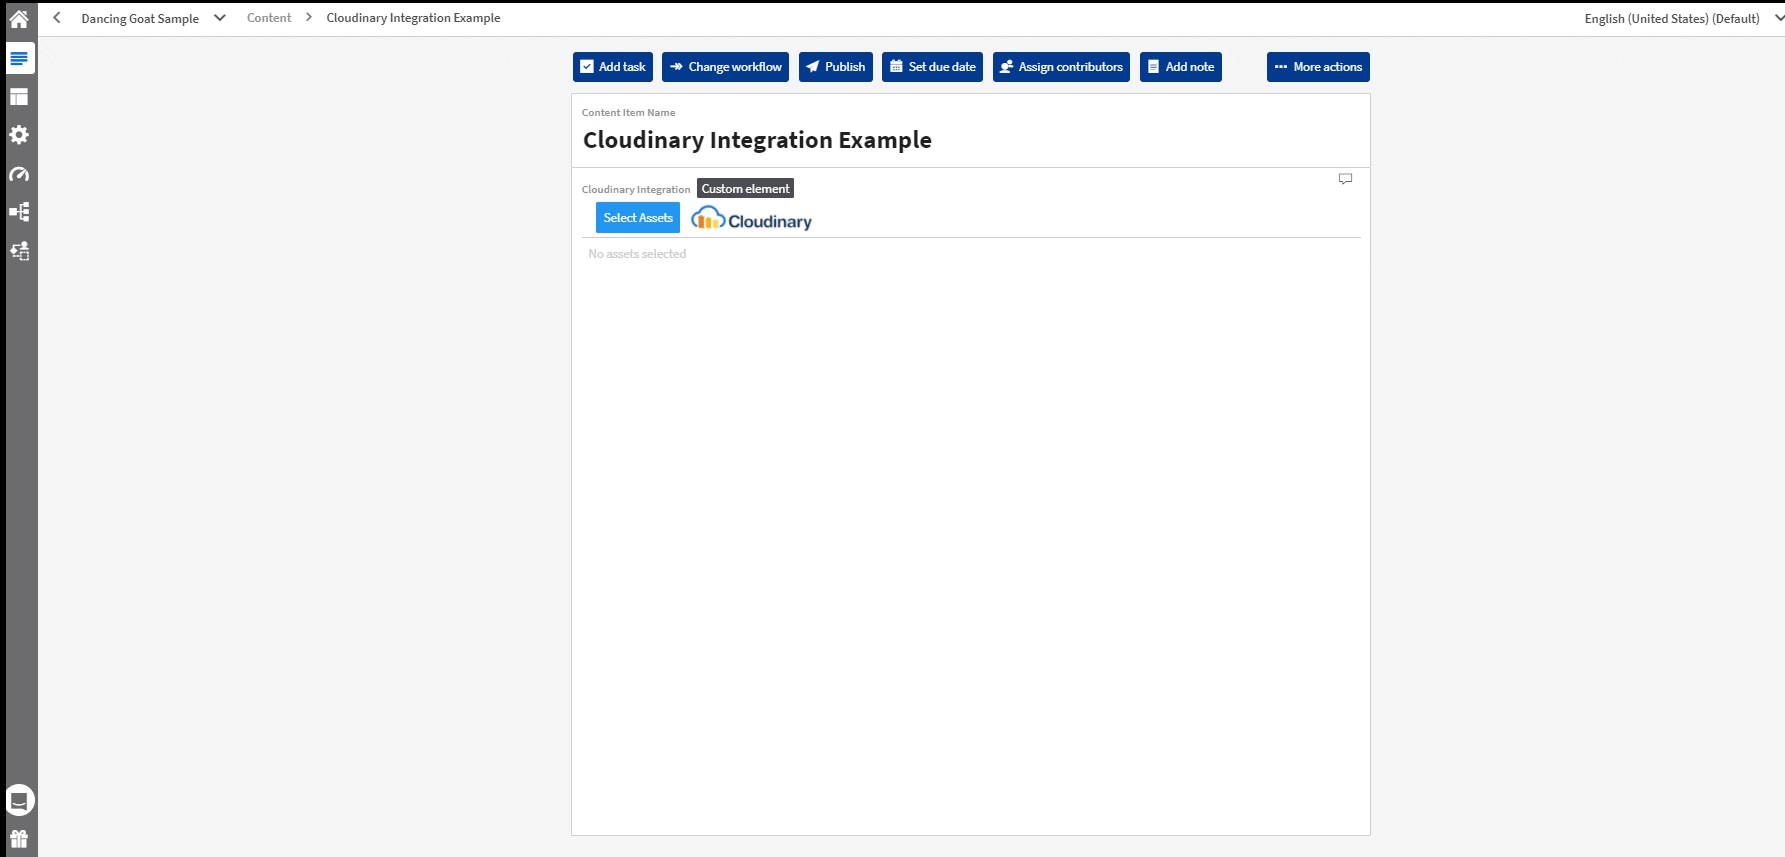 Dancing Goat Sample Content Cloudinary Integration Example English (United States) (Default)
Add task Change workflow Publish Set due date Assign contributors Add note More actions
Content Item Name
Cloudinary Integration Example
Cloudinary Integration Custom element
Select Assets Cloudinary
No assets selected